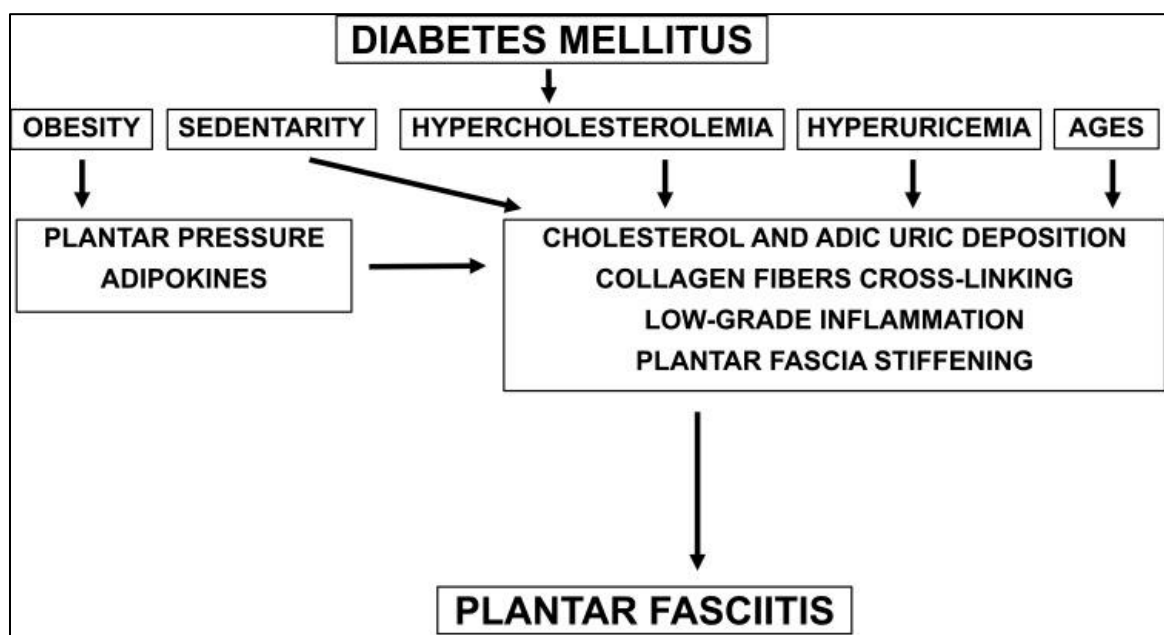 DIABETES MELLITUS
OBESITY
SEDENTARITY
HYPERCHOLESTEROLEMIA
HYPERURICEMIA
AGES
PLANTAR PRESSURE
ADIPOKINES
CHOLESTEROL AND ADIC URIC DEPOSITION
COLLAGEN FIBERS CROSS-LINKING
LOW-GRADE INFLAMMATION
PLANTAR FASCIA STIFFENING
PLANTAR FASCIITIS